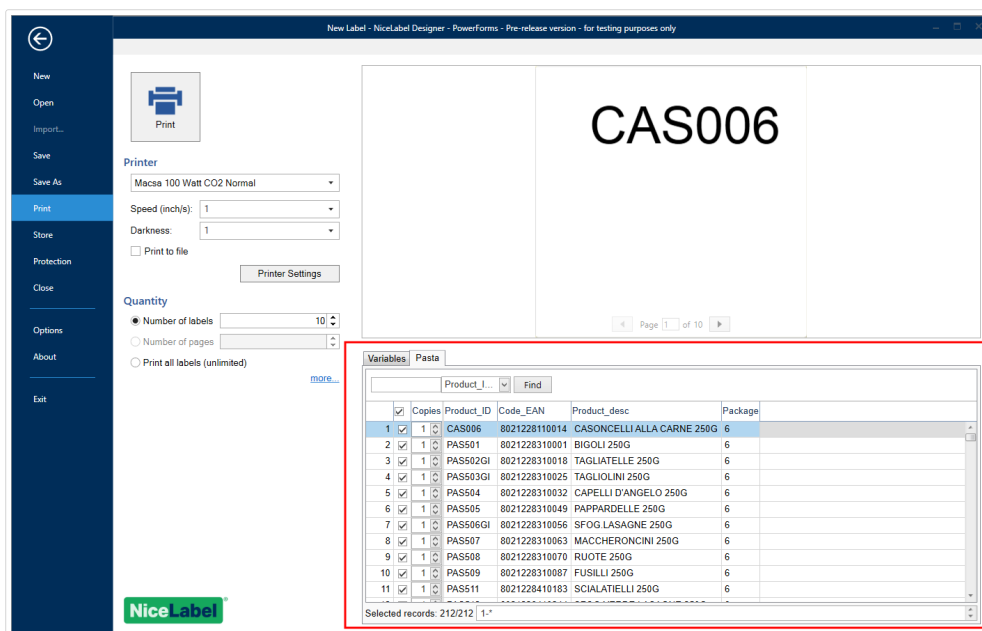 New Label - NiceLabel Designer - PowerForms - Pre-release version - for testing purposes only
New
Open
Import...
Save
Save As
Print
Store
Protection
Close
Options
About
Exit
Print
Printer
Macsa 100 Watt CO2 Normal
Speed (inch/s): 1
Darkness: 1
Print to file
Printer Settings
Quantity
Number of labels 10
Number of pages
Print all labels (unlimited)
more...
NiceLabel
CAS006
Page 1 of 10
Variables Pasta
Product_I... Find
Copies Product_ID Code_EAN Product_desc Package
1 1 CAS006 8021228110014 CASONCELLI ALLA CARNE 250G 6
2 1 PAS501 8021228310001 BIGOLI 250G 6
3 1 PAS502GI 8021228310018 TAGLIATELLE 250G 6
4 1 PAS503GI 8021228310025 TAGLIOLINI 250G 6
5 1 PAS504 8021228310032 CAPELLI D'ANGELO 250G 6
6 1 PAS505 8021228310049 PAPPARDELLE 250G 6
7 1 PAS506GI 8021228310056 SFOG.LASAGNE 250G 6
8 1 PAS507 8021228310063 MACCHERONCINI 250G 6
9 1 PAS508 8021228310070 RUOTE 250G 6
10 1 PAS509 8021228310087 FUSILLI 250G 6
11 1 PAS511 8021228410183 SCIALATIELLI 250G 6
Selected records: 212/212 1-*